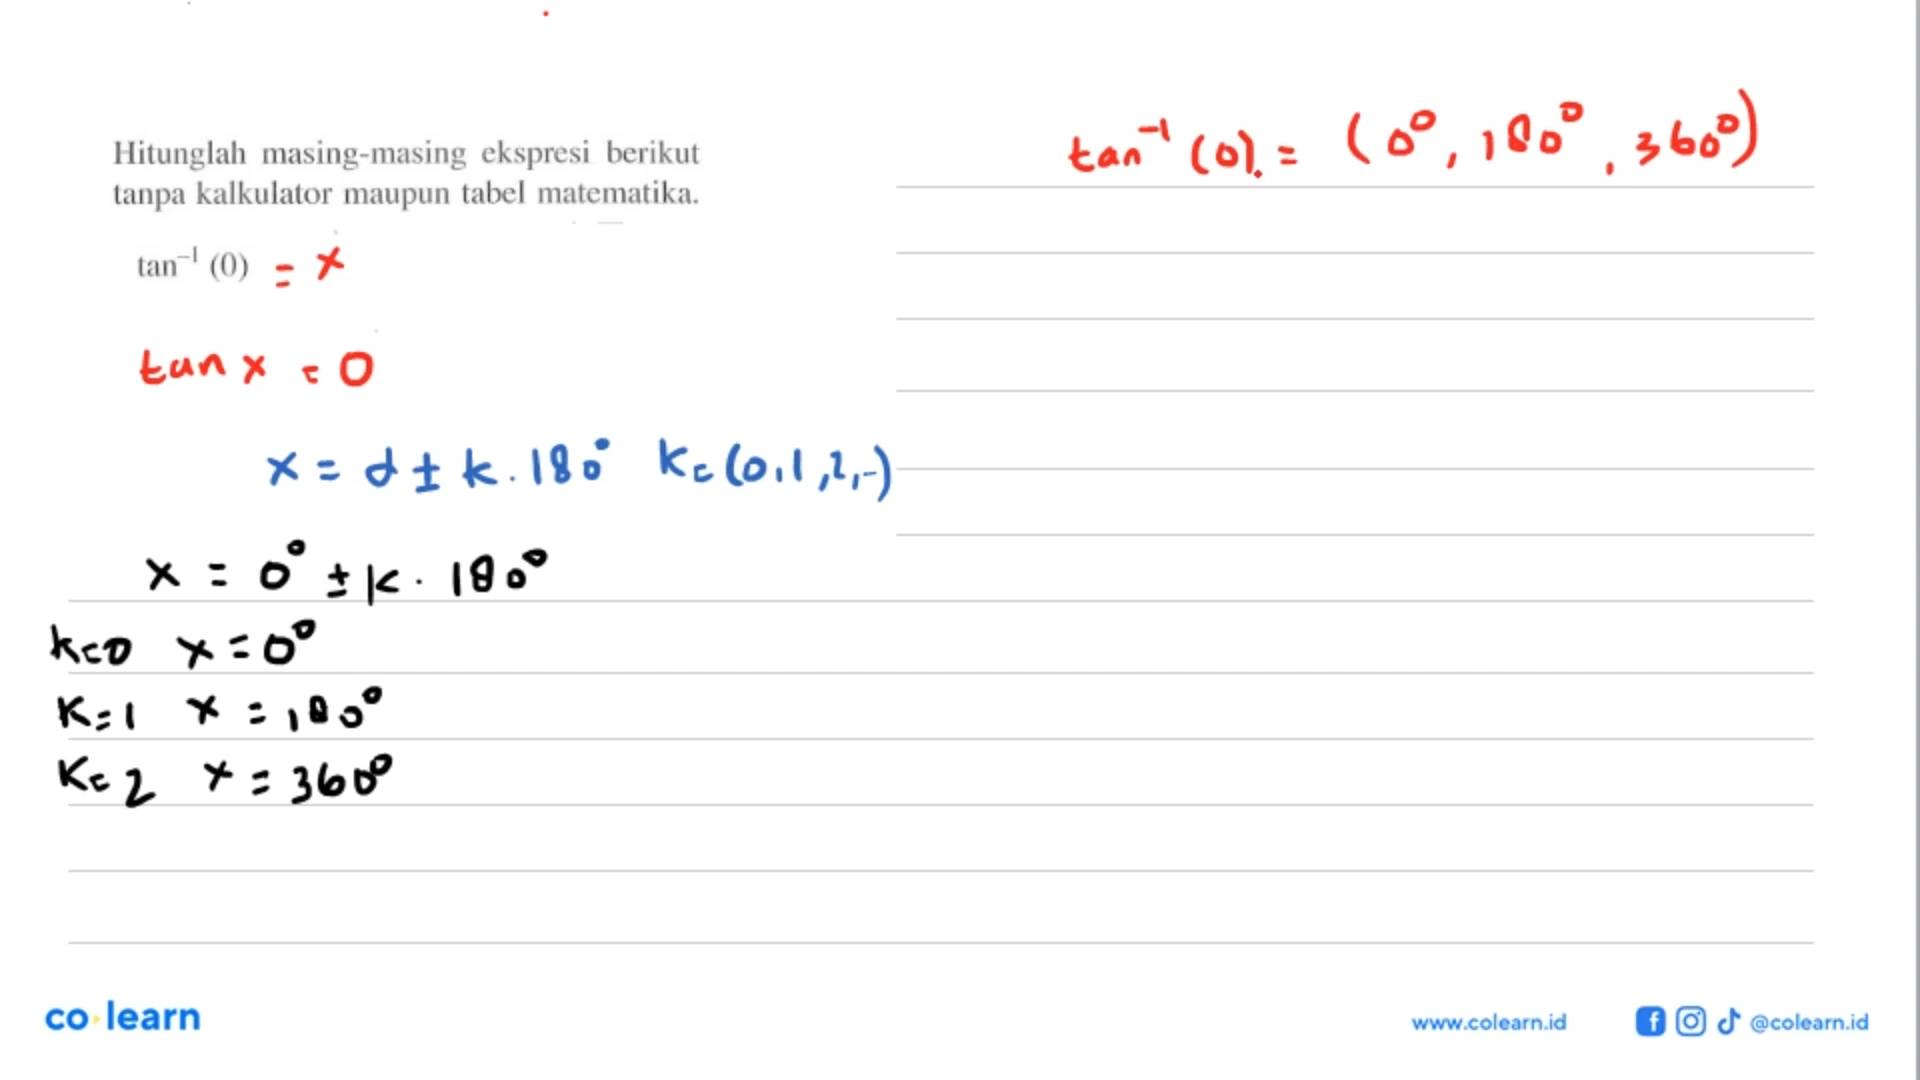 Hitunglah masing-masing ekspresi berikut
tanpa kalkulator maupun tabel matematika.
tan⁻¹ (0) = x
tan x = 0
x = α ± k . 180° k = (0,1,2,-)
x = 0° ± k . 180°
k=0 x = 0°
k=1 x = 180°
k=2 x = 360°
tan⁻¹ (0) = (0°, 180°, 360°)
co learn
www.colearn.id
@colearn.id